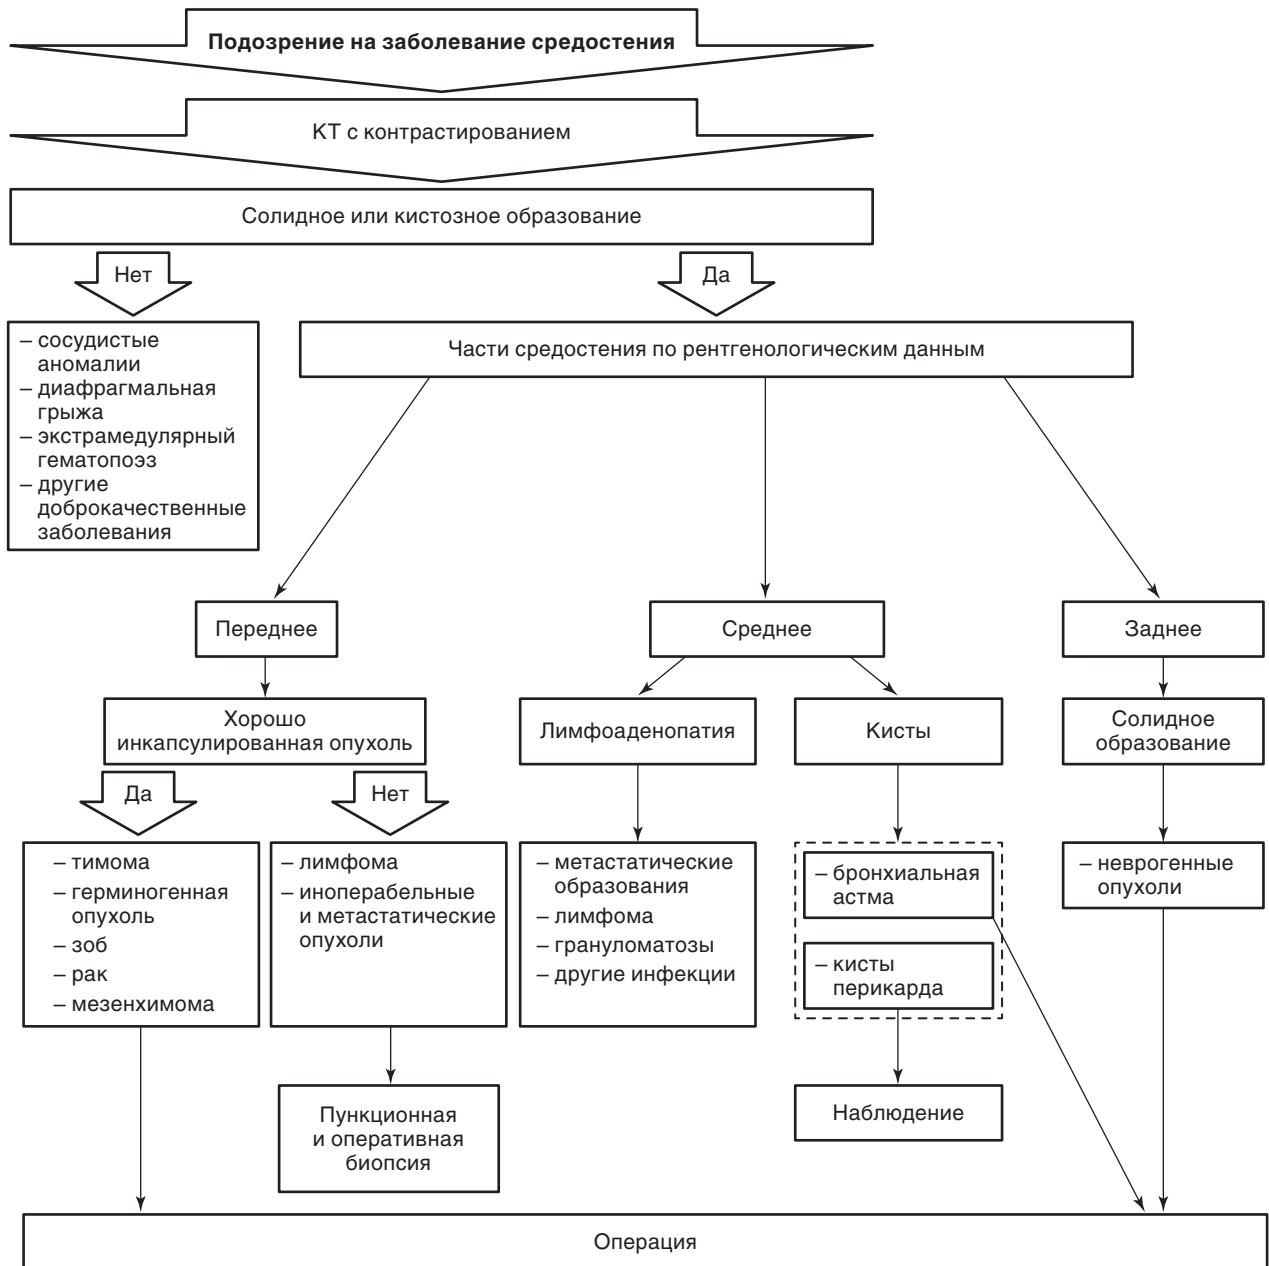 Подозрение на заболевание средостения
КТ с контрастированием
Солидное или кистозное образование
Нет
Да
– сосудистые
аномалии
– диафрагмальная
грыжа
– экстрамедулярный
гематопоэз
– другие
доброкачественные
заболевания
Части средостения по рентгенологическим данным
Переднее
Среднее
Заднее
Хорошо
инкапсулированная опухоль
Лимфоаденопатия
Кисты
Солидное
образование
Да
Нет
– тимома
– герминогенная
опухоль
– зоб
– рак
– мезенхимома
– лимфома
– иноперабельные
и метастатические
опухоли
– метастатические
образования
– лимфома
– грануломатозы
– другие инфекции
– бронхиальная
астма
– кисты
перикарда
– неврогенные
опухоли
Пункционная
и оперативная
биопсия
Наблюдение
Операция